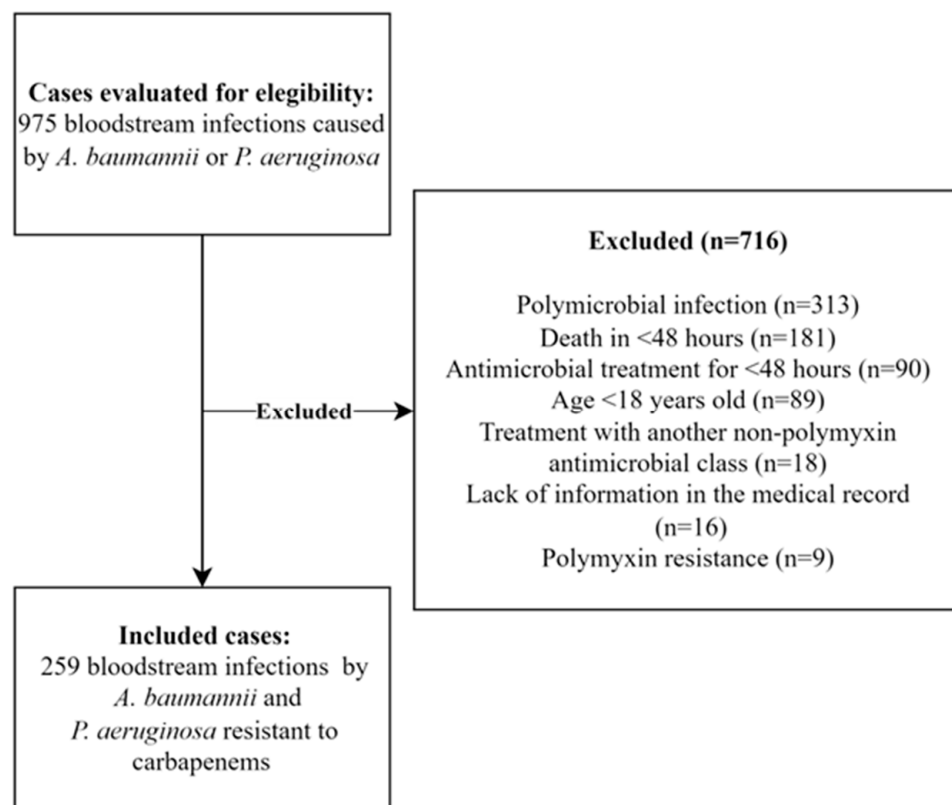 Cases evaluated for elegibility:
975 bloodstream infections caused
by A. baumannii or P. aeruginosa
Excluded (n=716)
Polymicrobial infection (n=313)
Death in <48 hours (n=181)
Antimicrobial treatment for <48 hours (n=90)
Age <18 years old (n=89)
Treatment with another non-polymyxin
antimicrobial class (n=18)
Lack of information in the medical record
(n=16)
Polymyxin resistance (n=9)
Excluded
Included cases:
259 bloodstream infections by
A. baumannii and
P. aeruginosa resistant to
carbapenems